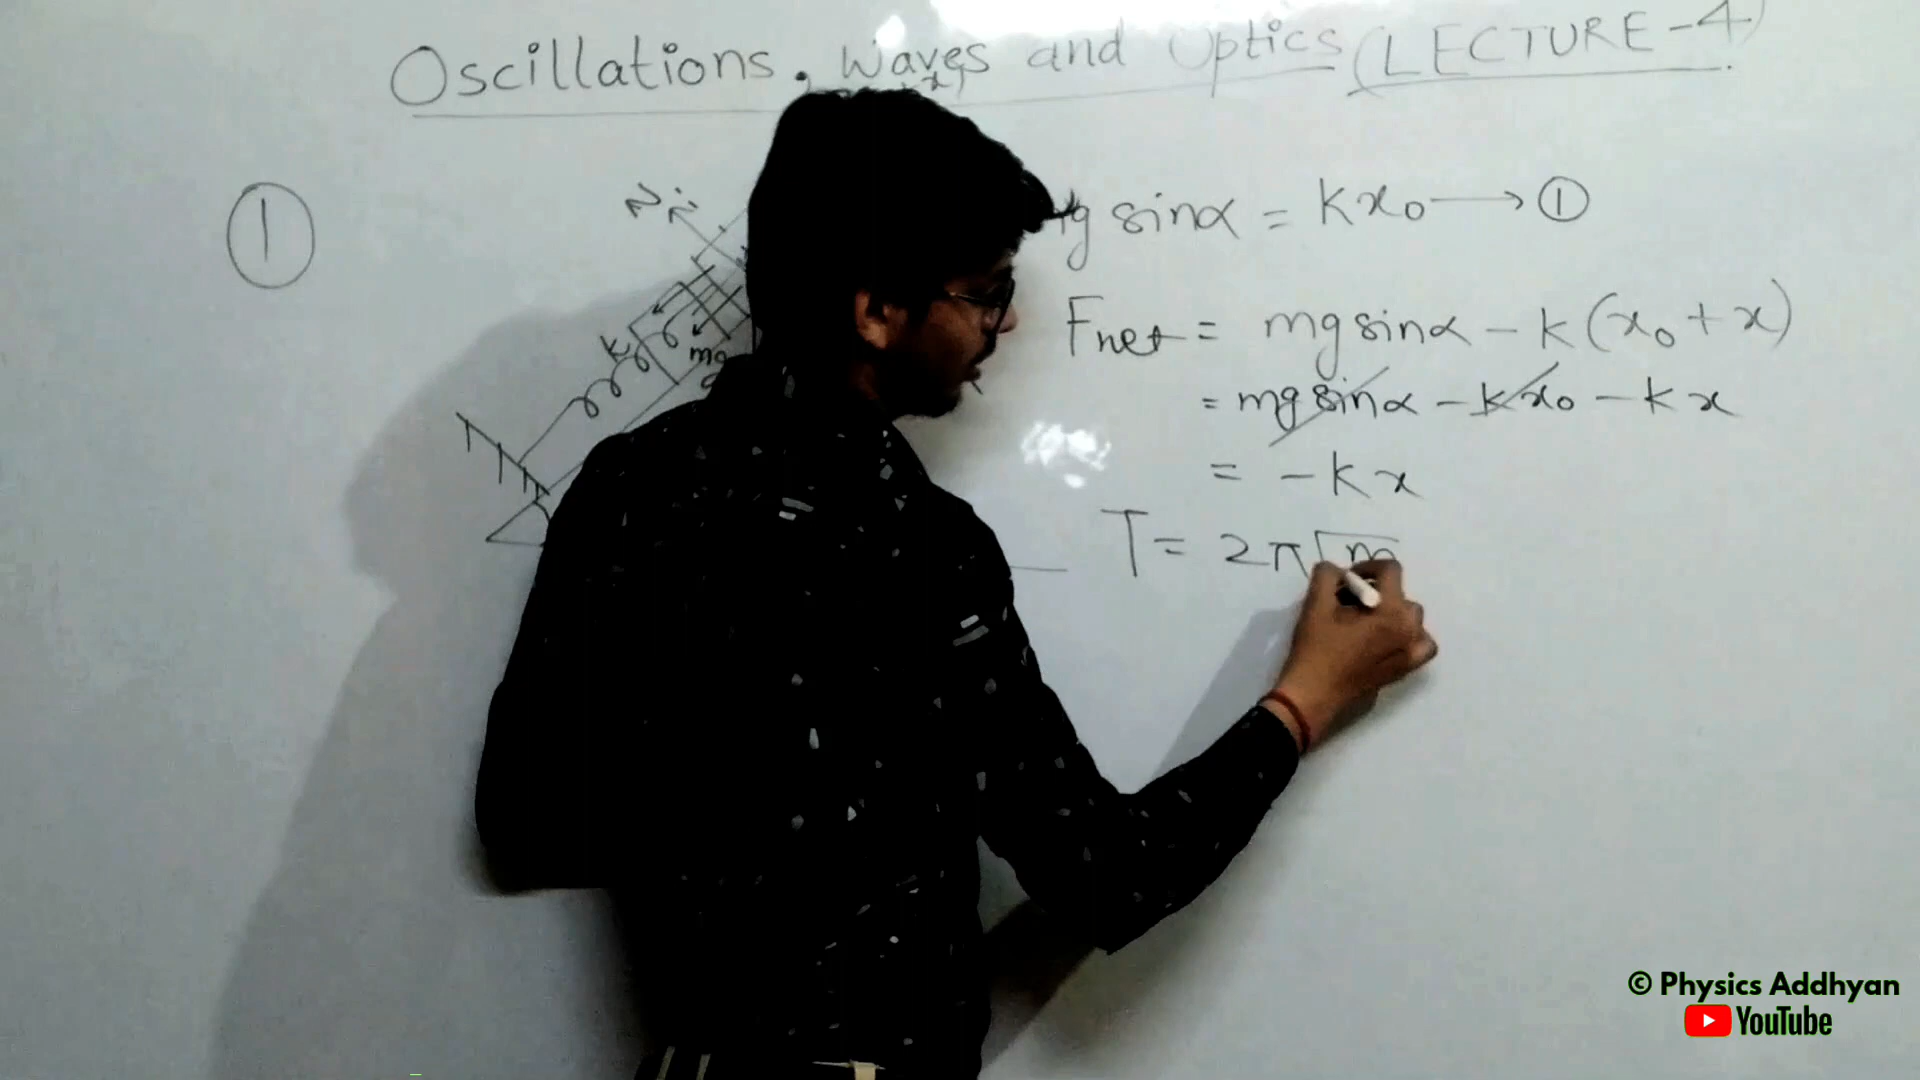 Oscillations, Waves and Optics (LECTURE-4)
①
mg sinα = kx₀ → ①
k
mg
Fnet = mg sinα - k(x₀ + x)
= mg sinα - kx₀ - kx
= - kx
T = 2π √m
© Physics Addhyan
YouTube